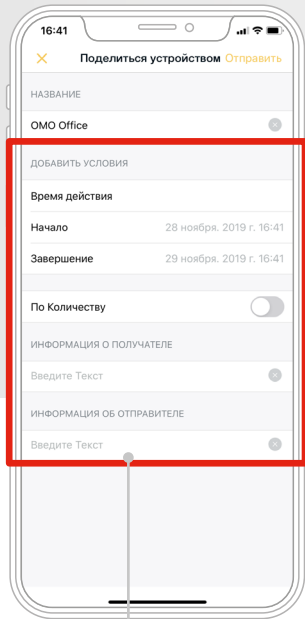 16:41
Поделиться устройством Отправить
НАЗВАНИЕ
OMO Office
ДОБАВИТЬ УСЛОВИЯ
Время действия
Начало 28 ноября. 2019 г. 16:41
Завершение 29 ноября. 2019 г. 16:41
По Количеству
ИНФОРМАЦИЯ О ПОЛУЧАТЕЛЕ
Введите Текст
ИНФОРМАЦИЯ ОБ ОТПРАВИТЕЛЕ
Введите Текст